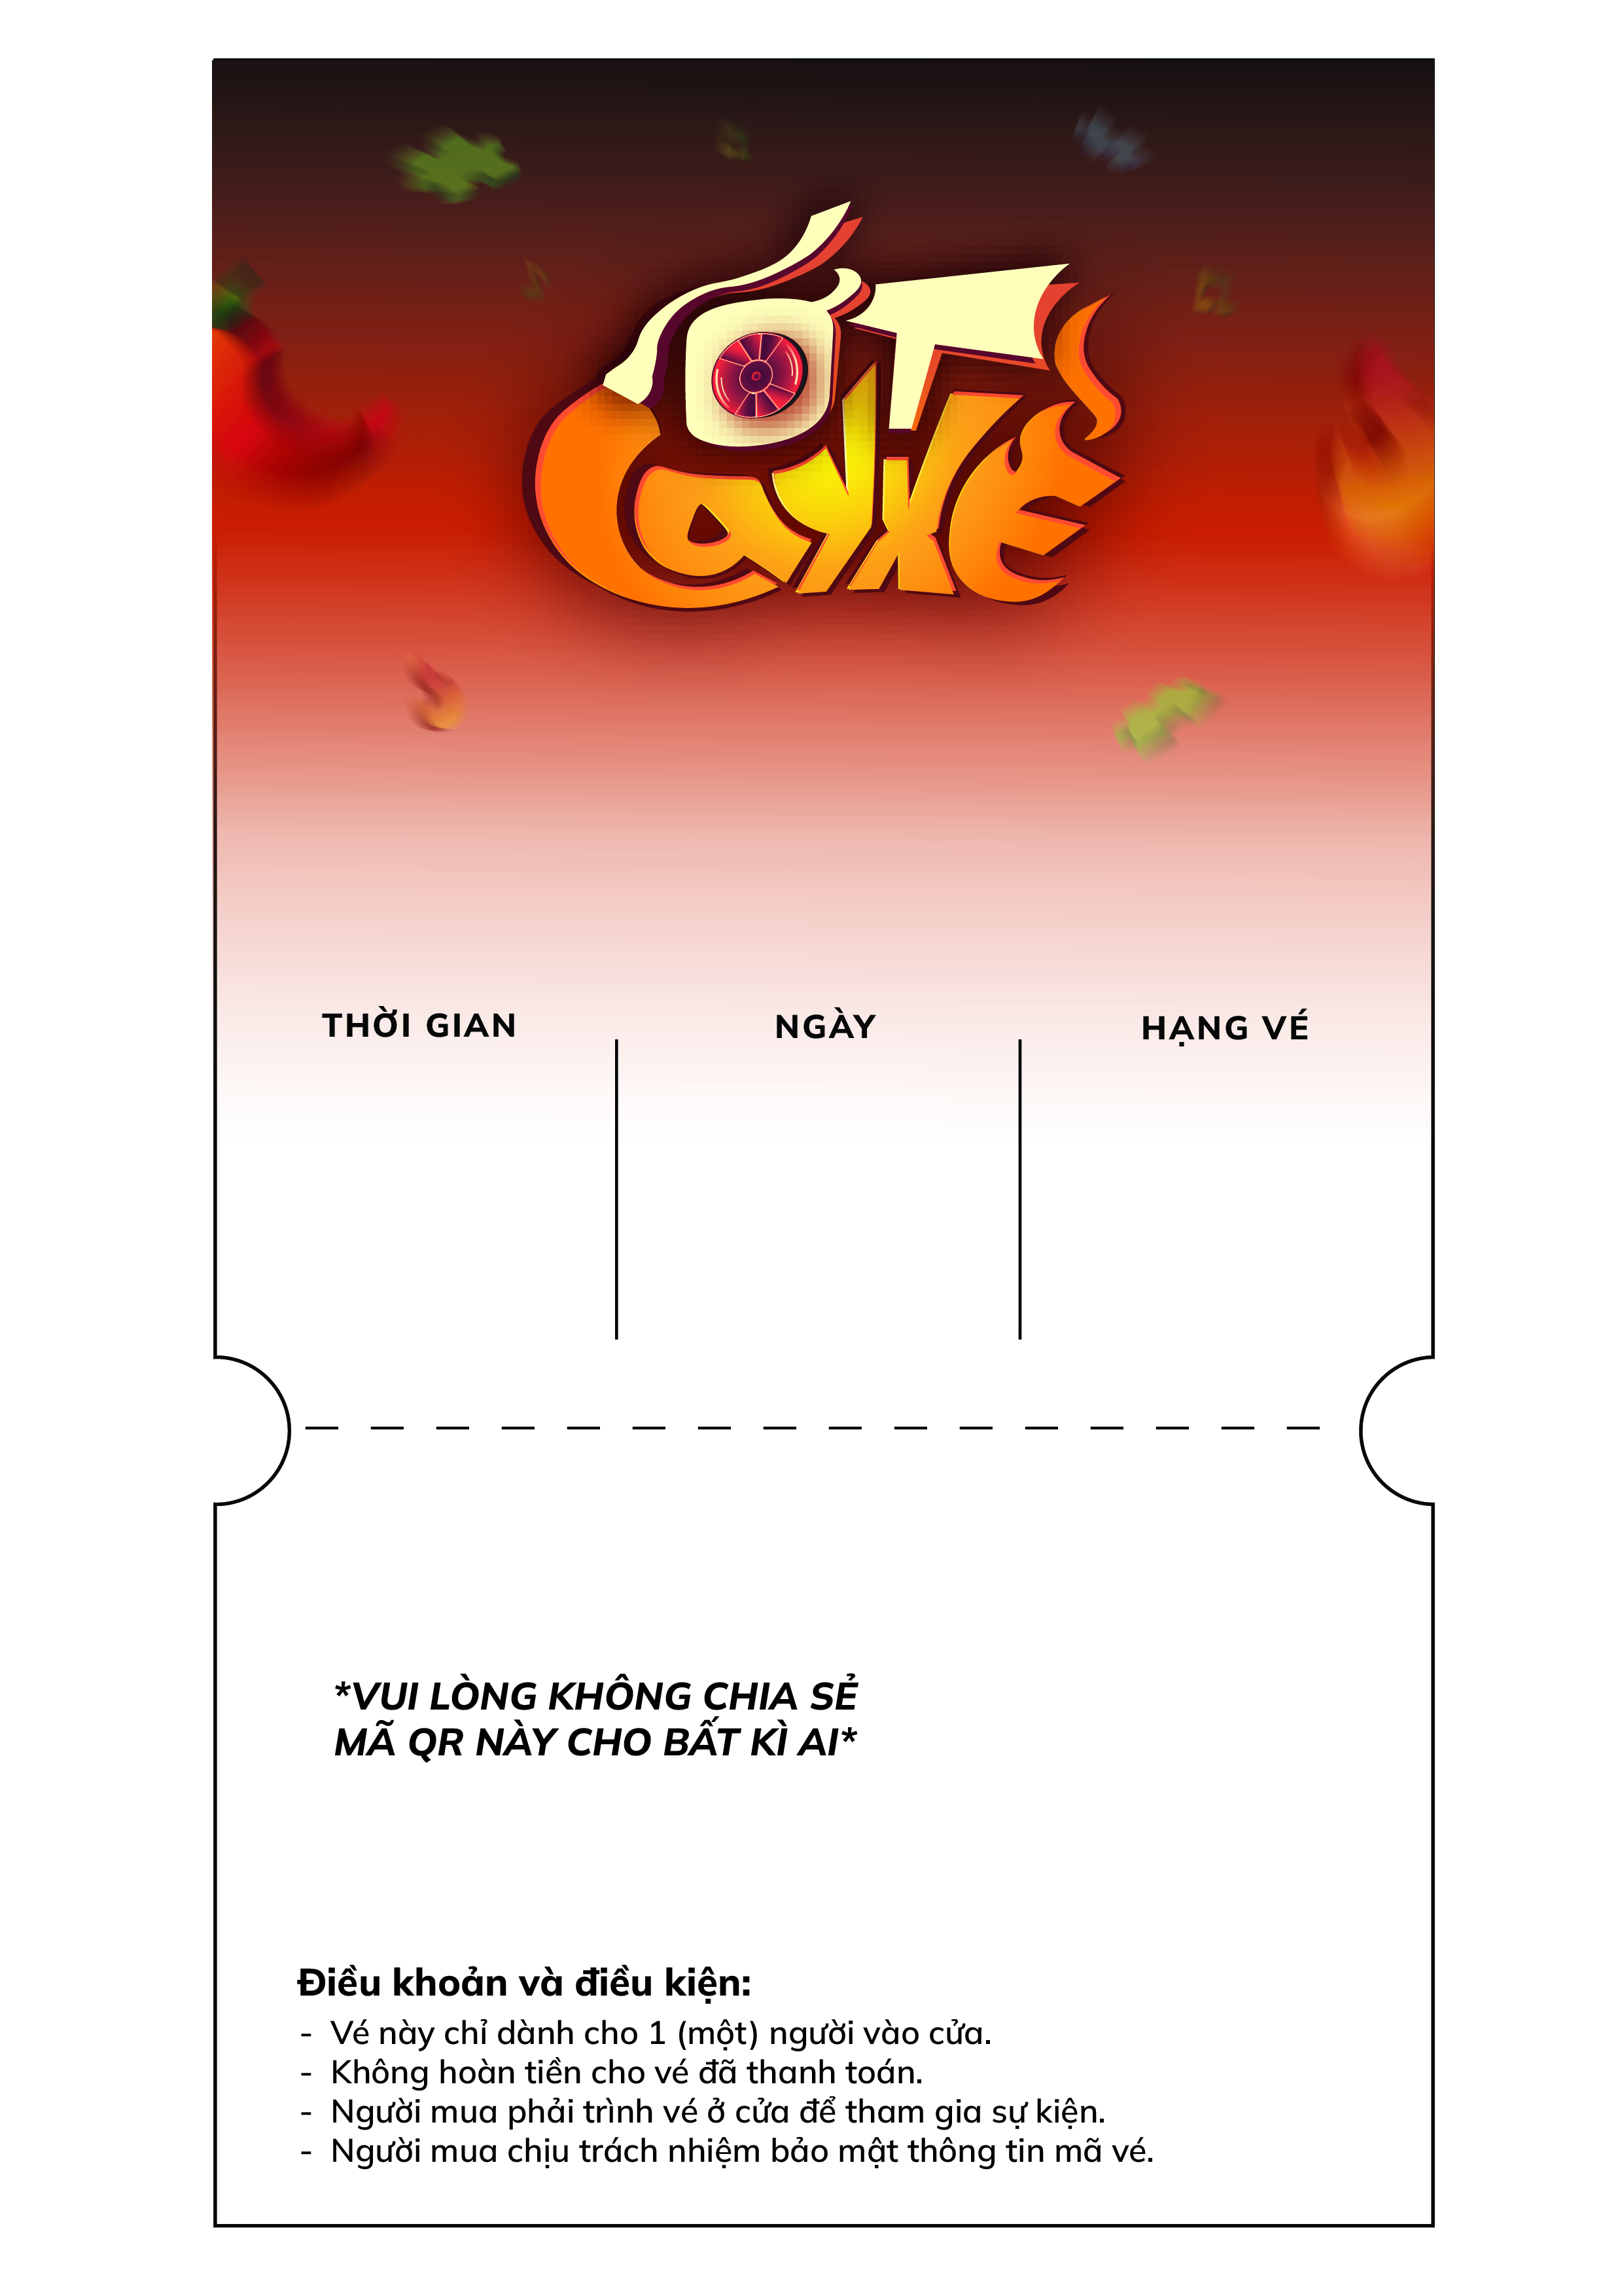 ỚT
CayXè
THỜI GIAN
NGÀY
HẠNG VÉ
*VUI LÒNG KHÔNG CHIA SẺ
MÃ QR NÀY CHO BẤT KÌ AI*
Điều khoản và điều kiện:
- Vé này chỉ dành cho 1 (một) người vào cửa.
- Không hoàn tiền cho vé đã thanh toán.
- Người mua phải trình vé ở cửa để tham gia sự kiện.
- Người mua chịu trách nhiệm bảo mật thông tin mã vé.